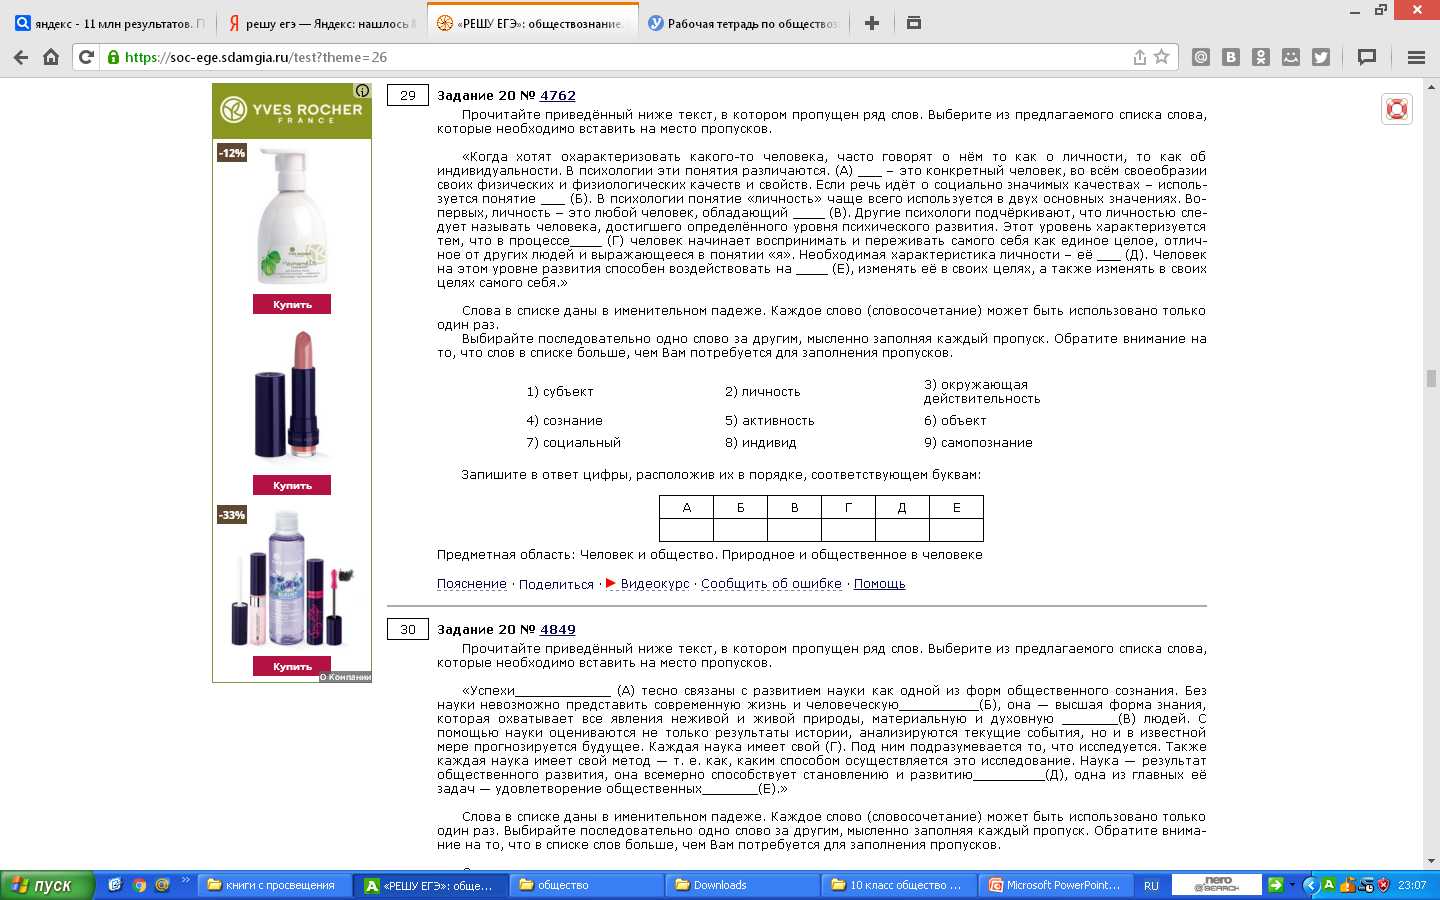 яндекс - 11 млн результатов. П
решу егэ — Яндекс: нашлось 8
«РЕШУ ЕГЭ»: обществознание.
Рабочая тетрадь по общество
https://soc-ege.sdamgia.ru/test?theme=26
YVES ROCHER
FRANCE
-12%
Купить
Купить
-33%
Купить
О Компании
29
Задание 20 № 4762
Прочитайте приведённый ниже текст, в котором пропущен ряд слов. Выберите из предлагаемого списка слова,
которые необходимо вставить на место пропусков.
«Когда хотят охарактеризовать какого-то человека, часто говорят о нём то как о личности, то как об
индивидуальности. В психологии эти понятия различаются. (А) ___ – это конкретный человек, во всём своеобразии
своих физических и физиологических качеств и свойств. Если речь идёт о социально значимых качествах – исполь-
зуется понятие ___ (Б). В психологии понятие «личность» чаще всего используется в двух основных значениях. Во-
первых, личность – это любой человек, обладающий ____ (В). Другие психологи подчёркивают, что личностью сле-
дует называть человека, достигшего определённого уровня психического развития. Этот уровень характеризуется
тем, что в процессе____ (Г) человек начинает воспринимать и переживать самого себя как единое целое, отлич-
ное от других людей и выражающееся в понятии «я». Необходимая характеристика личности – её ___ (Д). Человек
на этом уровне развития способен воздействовать на ____ (Е), изменять её в своих целях, а также изменять в своих
целях самого себя.»
Слова в списке даны в именительном падеже. Каждое слово (словосочетание) может быть использовано только
один раз.
Выбирайте последовательно одно слово за другим, мысленно заполняя каждый пропуск. Обратите внимание на
то, что слов в списке больше, чем Вам потребуется для заполнения пропусков.
1) субъект 2) личность 3) окружающая
действительность
4) сознание 5) активность 6) объект
7) социальный 8) индивид 9) самопознание
Запишите в ответ цифры, расположив их в порядке, соответствующем буквам:
А Б В Г Д Е
Предметная область: Человек и общество. Природное и общественное в человеке
Пояснение · Поделиться · Видеокурс · Сообщить об ошибке · Помощь
30
Задание 20 № 4849
Прочитайте приведённый ниже текст, в котором пропущен ряд слов. Выберите из предлагаемого списка слова,
которые необходимо вставить на место пропусков.
«Успехи____________ (А) тесно связаны с развитием науки как одной из форм общественного сознания. Без
науки невозможно представить современную жизнь и человеческую__________(Б), она — высшая форма знания,
которая охватывает все явления неживой и живой природы, материальную и духовную _______(В) людей. С
помощью науки оцениваются не только результаты истории, анализируются текущие события, но и в известной
мере прогнозируется будущее. Каждая наука имеет свой (Г). Под ним подразумевается то, что исследуется. Также
каждая наука имеет свой метод — т. е. как, каким способом осуществляется это исследование. Наука — результат
общественного развития, она всемерно способствует становлению и развитию_________(Д), одна из главных её
задач — удовлетворение общественных_______(Е).»
Слова в списке даны в именительном падеже. Каждое слово (словосочетание) может быть использовано только
один раз. Выбирайте последовательно одно слово за другим, мысленно заполняя каждый пропуск. Обратите внима-
ние на то, что в списке слов больше, чем Вам потребуется для заполнения пропусков.
пуск
книги с просвещения
«РЕШУ ЕГЭ»: обще...
общество
Downloads
10 класс общество ...
Microsoft PowerPoint...
RU
nero
SEARCH
23:07